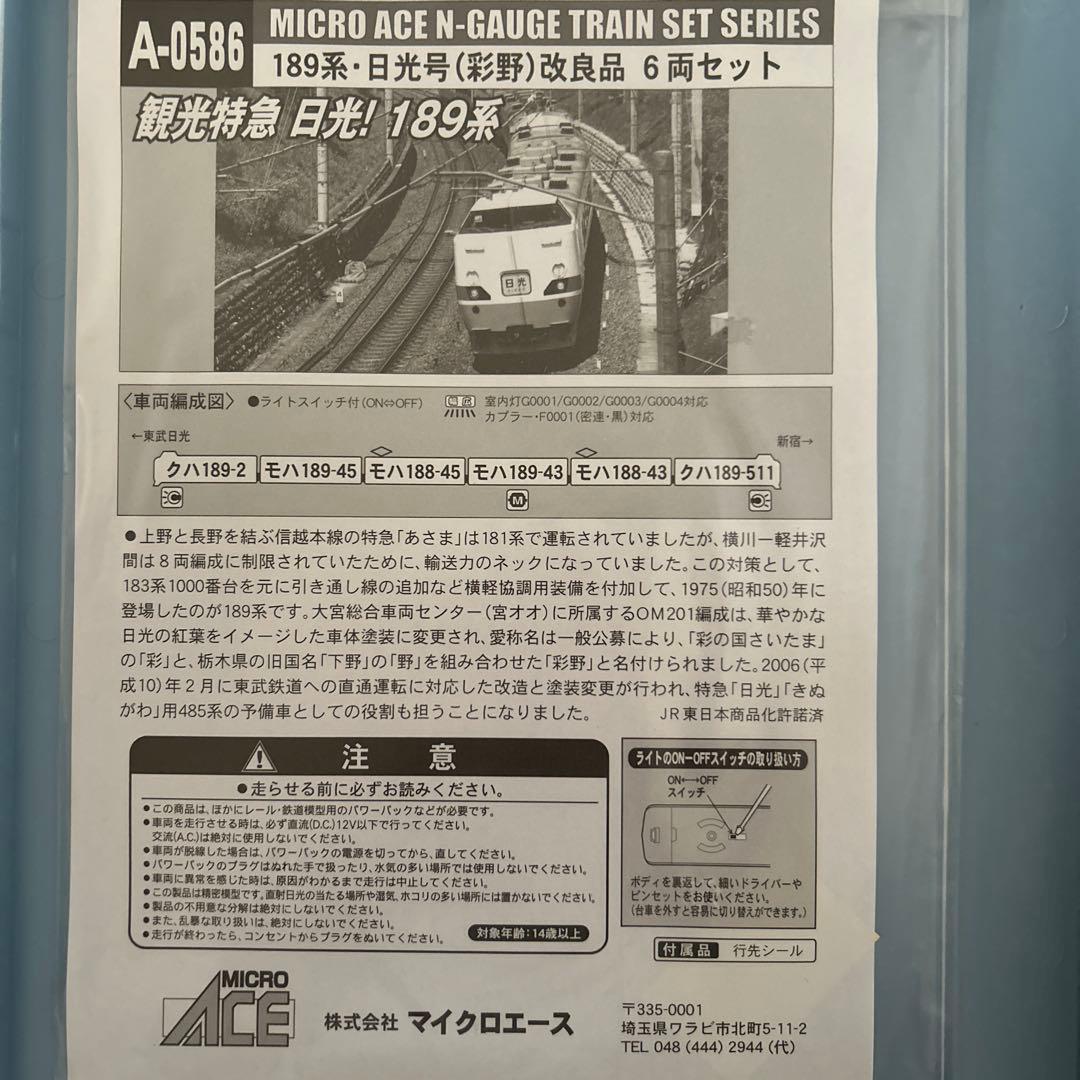 A-0586
MICRO ACE N-GAUGE TRAIN SET SERIES
189系・日光号(彩野)改良品 6両セット
観光特急 日光! 189系
日光
〈車両編成図〉 ●ライトスイッチ付(ON⇔OFF) 室内灯G0001/G0002/G0003/G0004対応
カプラー・F0001(密連・黒)対応
←東武日光
新宿→
クハ189-2 モハ189-45 モハ188-45 モハ189-43 モハ188-43 クハ189-511
M
●上野と長野を結ぶ信越本線の特急「あさま」は181系で運転されていましたが、横川ー軽井沢
間は8両編成に制限されていたために、輸送力のネックになっていました。この対策として、
183系1000番台を元に引き通し線の追加など横軽協調用装備を付加して、1975(昭和50)年に
登場したのが189系です。大宮総合車両センター(宮オオ)に所属するOM201編成は、華やかな
日光の紅葉をイメージした車体塗装に変更され、愛称名は一般公募により、「彩の国さいたま」
の「彩」と、栃木県の旧国名「下野」の「野」を組み合わせた「彩野」と名付けられました。2006(平
成10)年2月に東武鉄道への直通運転に対応した改造と塗装変更が行われ、特急「日光」「きぬ
がわ」用485系の予備車としての役割も担うことになりました。 JR東日本商品化許諾済
注意
●走らせる前に必ずお読みください。
●この商品は、ほかにレール・鉄道模型用のパワーパックなどが必要です。
●車両を走行させる時は、必ず直流(D.C.)12V以下で行ってください。
交流(A.C.)は絶対に使用しないでください。
●車両が脱線した場合は、パワーパックの電源を切ってから、直してください。
●パワーパックのプラグはぬれた手で扱ったり、水気の多い場所では使用しないでください。
●車両に異常を感じた時は、原因がわかるまで走行は中止してください。
●この製品は精密模型です。直射日光の当たる場所や湿気、ホコリの多い場所には置かないでください。
●製品の不用意な分解は絶対にしないでください。
●また、乱暴な取り扱いは、絶対にしないでください。
●走行が終わったら、コンセントからプラグをぬいてください。
対象年齢:14歳以上
ライトのON−OFFスイッチの取り扱い方
ON←→OFF
スイッチ
ボディを裏返して、細いドライバーや
ピンセットをお使いください。
(台車を外すと容易に切り替えができます。)
付属品 行先シール
MICRO
ACE
株式会社 マイクロエース
〒335-0001
埼玉県ワラビ市北町5-11-2
TEL 048 (444) 2944 (代)